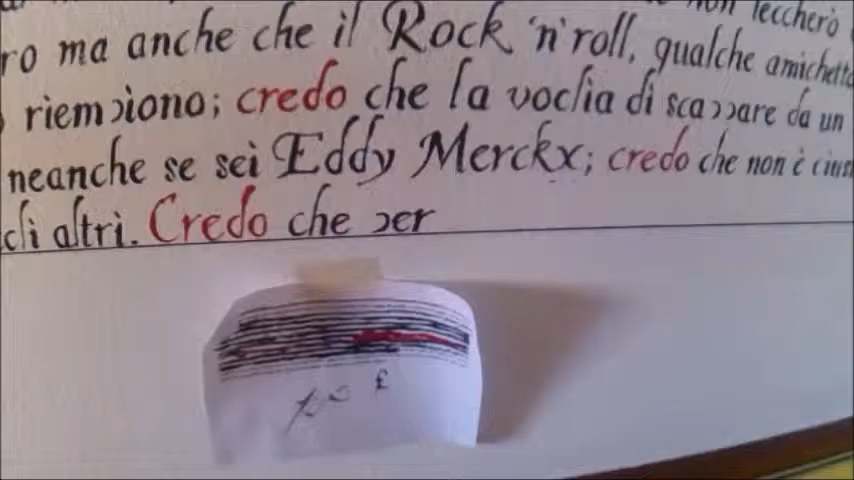 non leccherò
ro ma anche che il Rock 'n' roll, qualche amichetta
riempiono; credo che la voglia di scappare da un
neanche se sei Eddy Merckx; credo che non è gius
gli altri. Credo che per